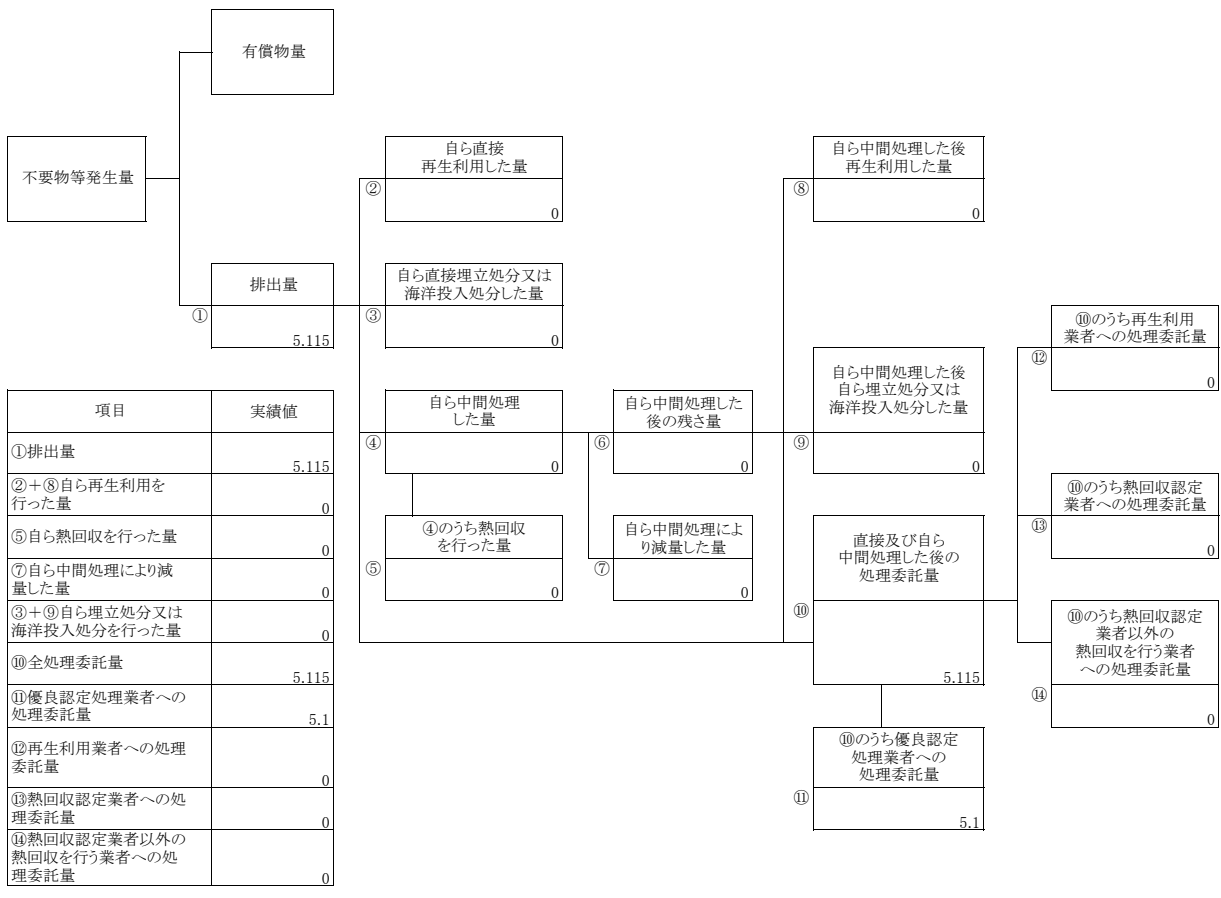 有償物量
不要物等発生量
排出量
①
5.115
自ら直接
再生利用した量
②
0
自ら直接埋立処分又は
海洋投入処分した量
③
0
自ら中間処理
した量
④
0
④のうち熱回収
を行った量
⑤
0
自ら中間処理した
後の残さ量
⑥
0
自ら中間処理によ
り減量した量
⑦
0
自ら中間処理した後
再生利用した量
⑧
0
自ら中間処理した後
自ら埋立処分又は
海洋投入処分した量
⑨
0
直接及び自ら
中間処理した後の
処理委託量
⑩
5.115
⑩のうち優良認定
処理業者への
処理委託量
⑪
5.1
⑩のうち再生利用
業者への処理委託量
⑫
0
⑩のうち熱回収認定
業者への処理委託量
⑬
0
⑩のうち熱回収認定
業者以外の
熱回収を行う業者
への処理委託量
⑭
0
項目 実績値
①排出量
5.115
②＋⑧自ら再生利用を
行った量
0
⑤自ら熱回収を行った量
0
⑦自ら中間処理により減
量した量
0
③＋⑨自ら埋立処分又は
海洋投入処分を行った量
0
⑩全処理委託量
5.115
⑪優良認定処理業者への
処理委託量
5.1
⑫再生利用業者への処理
委託量
0
⑬熱回収認定業者への処
理委託量
0
⑭熱回収認定業者以外の
熱回収を行う業者への処
理委託量
0